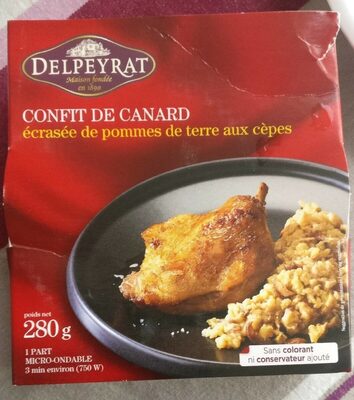 DELPEYRAT
Maison fondée
en 1890
CONFIT DE CANARD
écrasée de pommes de terre aux cèpes
poids net
280 g
1 PART
MICRO-ONDABLE
3 min environ (750 W)
Sans colorant
ni conservateur ajouté